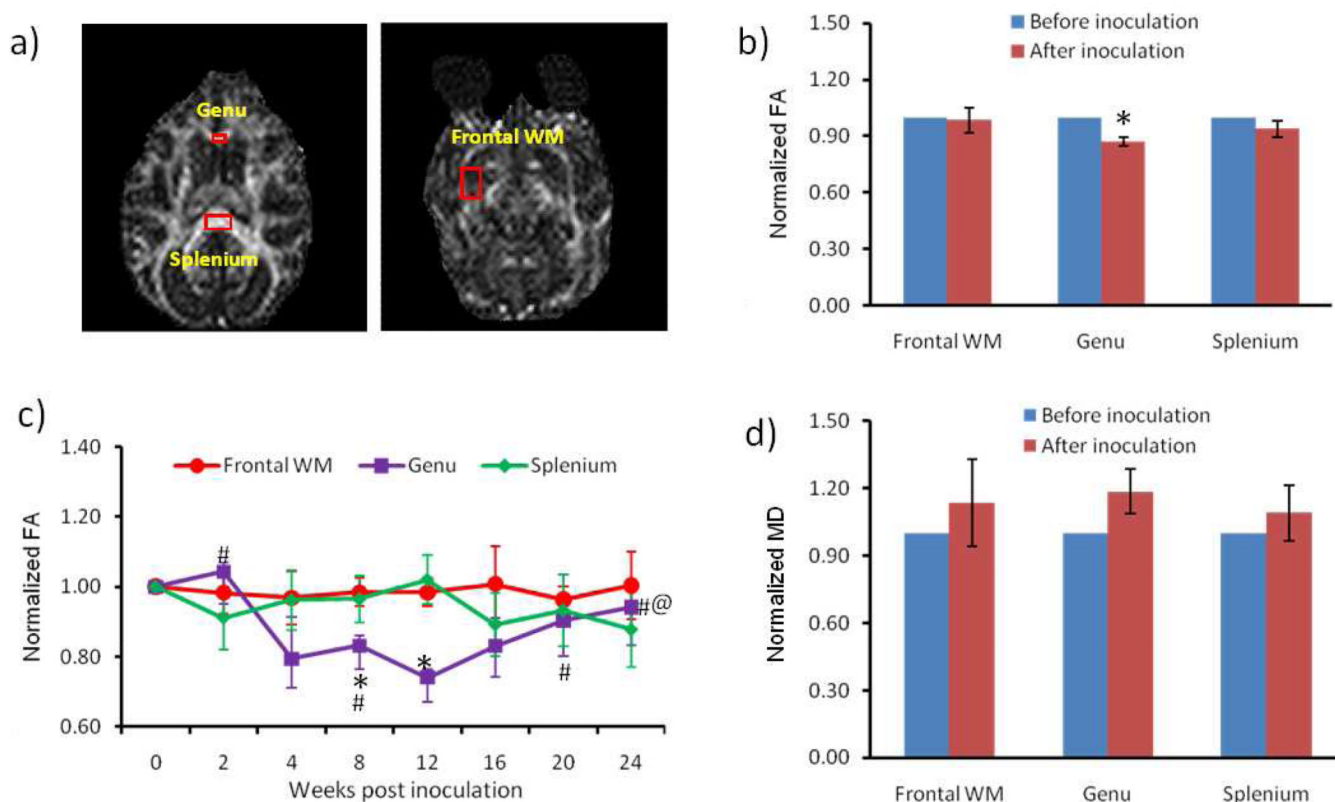 a)
Genu
Splenium
Frontal WM
b)
Normalized FA
1.50
1.20
0.90
0.60
0.30
0.00
Before inoculation
After inoculation
*
Frontal WM Genu Splenium
c)
Normalized FA
1.40
1.20
1.00
0.80
0.60
Frontal WM Genu Splenium
#
*
#
*
#
#@
0 2 4 8 12 16 20 24
Weeks post inoculation
d)
Normalized MD
1.50
1.20
0.90
0.60
0.30
0.00
Before inoculation
After inoculation
Frontal WM Genu Splenium